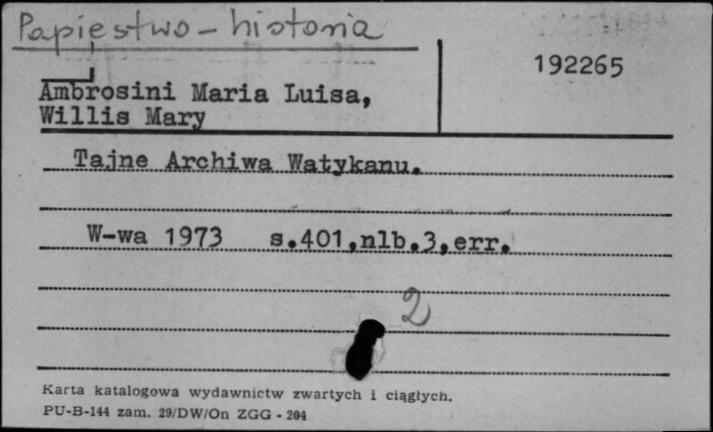 Papiestwo - historia
192265
Ambrosini Maria Luisa,
Willis Mary
Tajne Archiwa Watykanu.
W-wa 1973 s.401,nlb.3,err.
2
Karta katalogowa wydawnictw zwartych i ciągłych.
PU-B-144 zam. 29/DW/On ZGG - 204